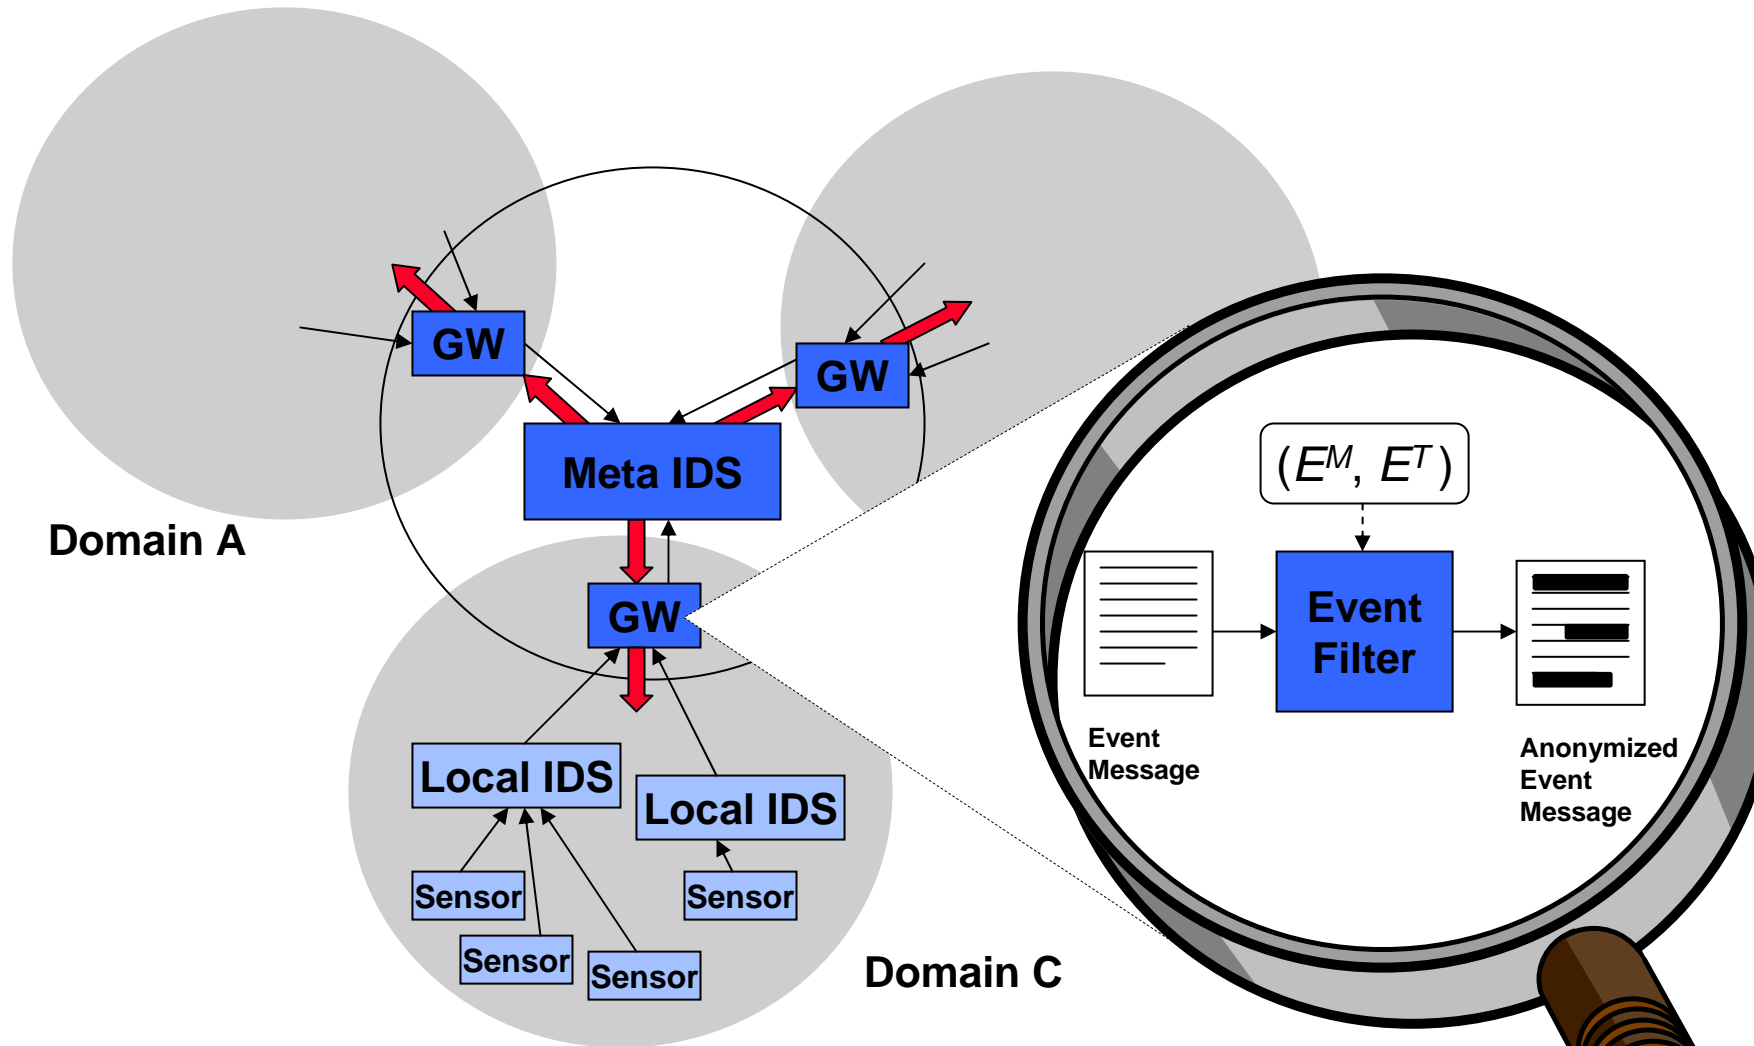 GW
GW
Meta IDS
Domain A
GW
Local IDS
Local IDS
Sensor
Sensor
Sensor
Sensor
Domain C
(E^M, E^T)
Event
Filter
Event
Message
Anonymized
Event
Message